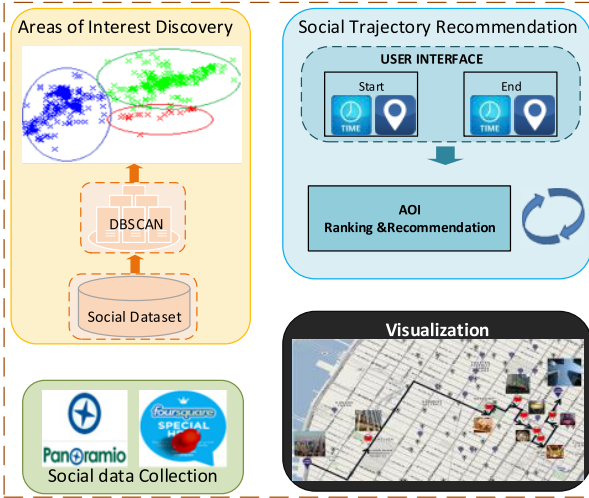 Areas of Interest Discovery
DBSCAN
Social Dataset
Panoramio
foursquare
SPECIAL
Social data Collection
Social Trajectory Recommendation
USER INTERFACE
Start
TIME
End
TIME
AOI
Ranking &Recommendation
Visualization